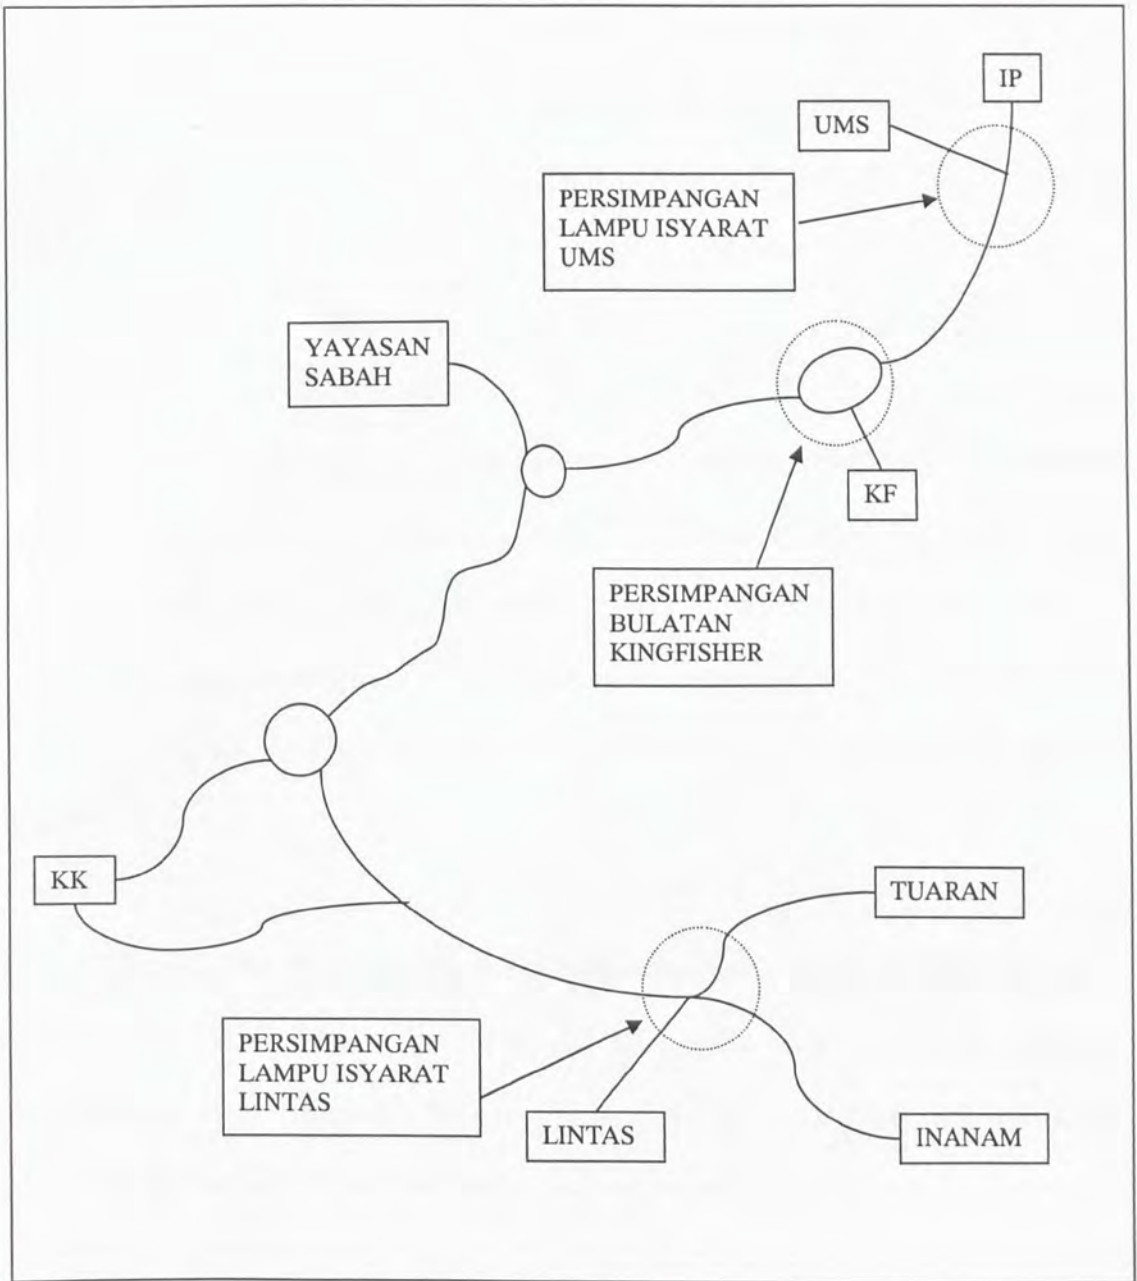 IP
UMS
PERSIMPANGAN
LAMPU ISYARAT
UMS
YAYASAN
SABAH
KF
PERSIMPANGAN
BULATAN
KINGFISHER
KK
TUARAN
PERSIMPANGAN
LAMPU ISYARAT
LINTAS
LINTAS
INANAM